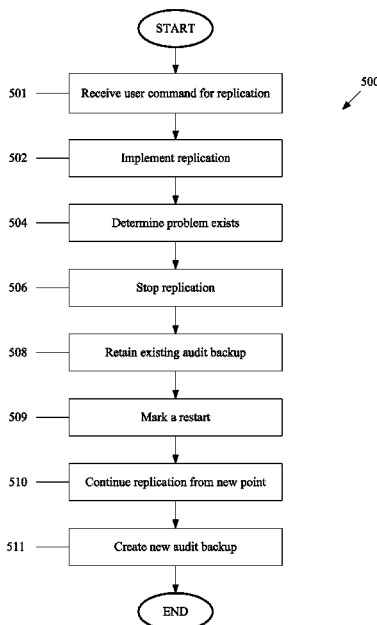 START
500
501 Receive user command for replication
502 Implement replication
504 Determine problem exists
506 Stop replication
508 Retain existing audit backup
509 Mark a restart
510 Continue replication from new point
511 Create new audit backup
END